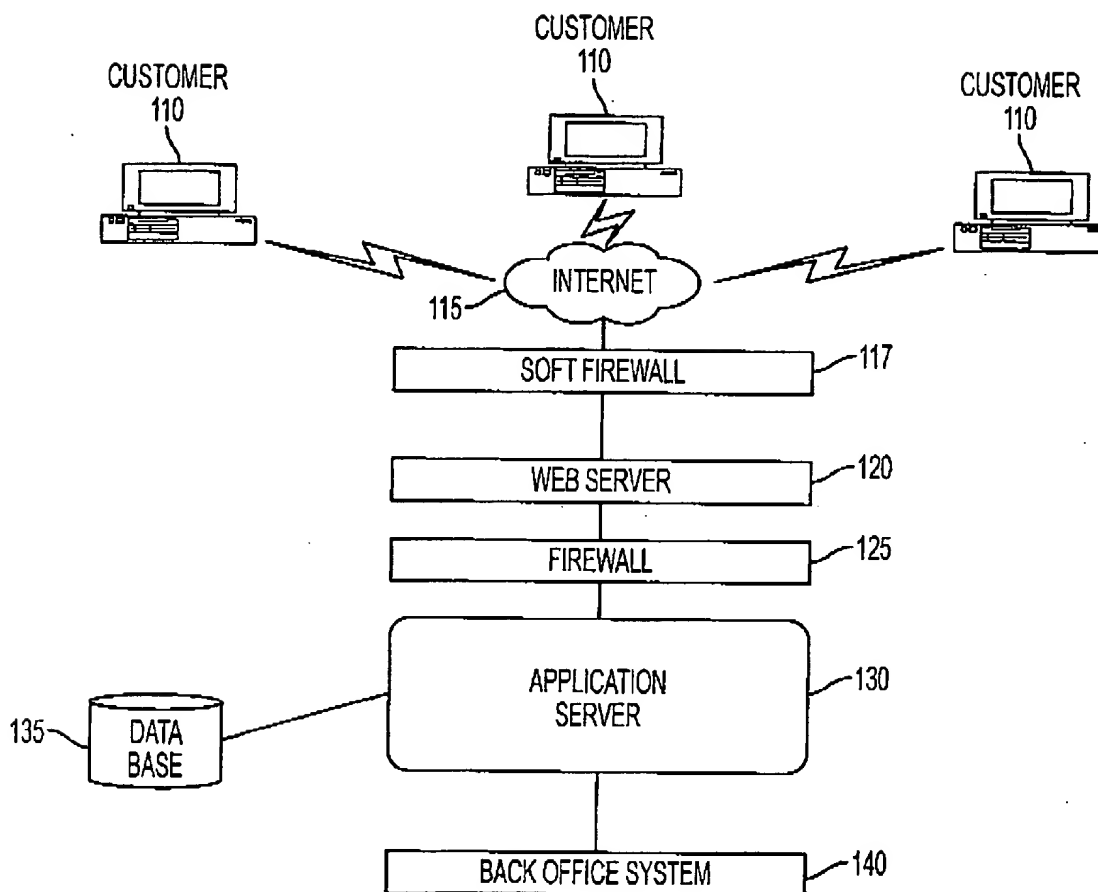 CUSTOMER
110
CUSTOMER
110
CUSTOMER
110
INTERNET
115
SOFT FIREWALL
117
WEB SERVER
120
FIREWALL
125
APPLICATION
SERVER
130
135
DATA
BASE
BACK OFFICE SYSTEM
140